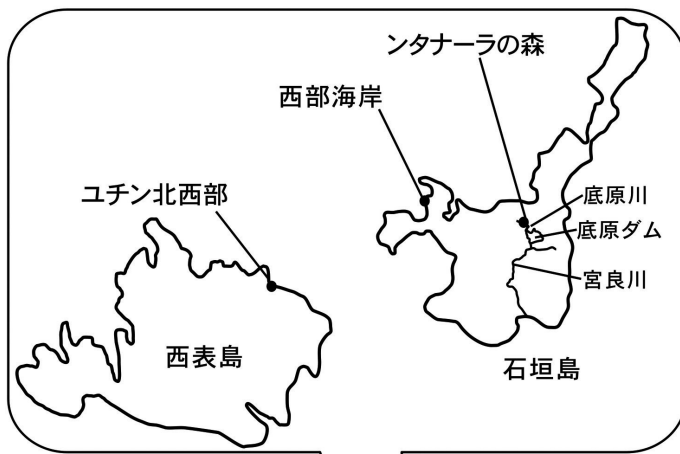 ンタナーラの森
西部海岸
ユチン北西部
底原川
底原ダム
宮良川
西表島
石垣島